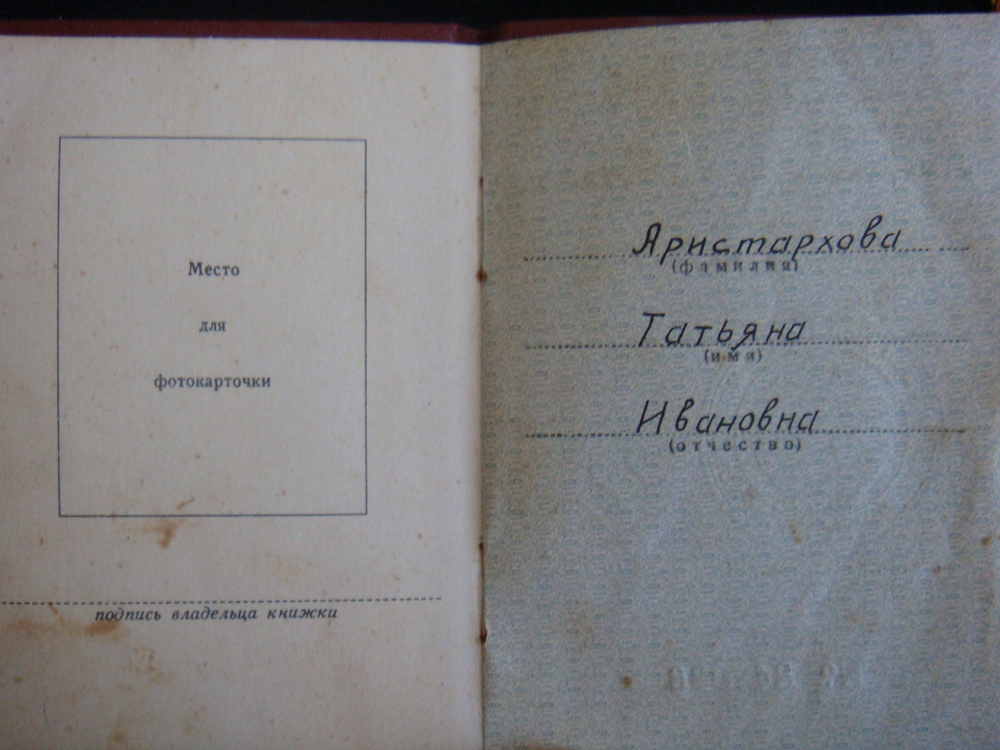 Место
для
фотокарточки
подпись владельца книжки
Аристархова
(фамилия)
Татьяна
(имя)
Ивановна
(отчество)